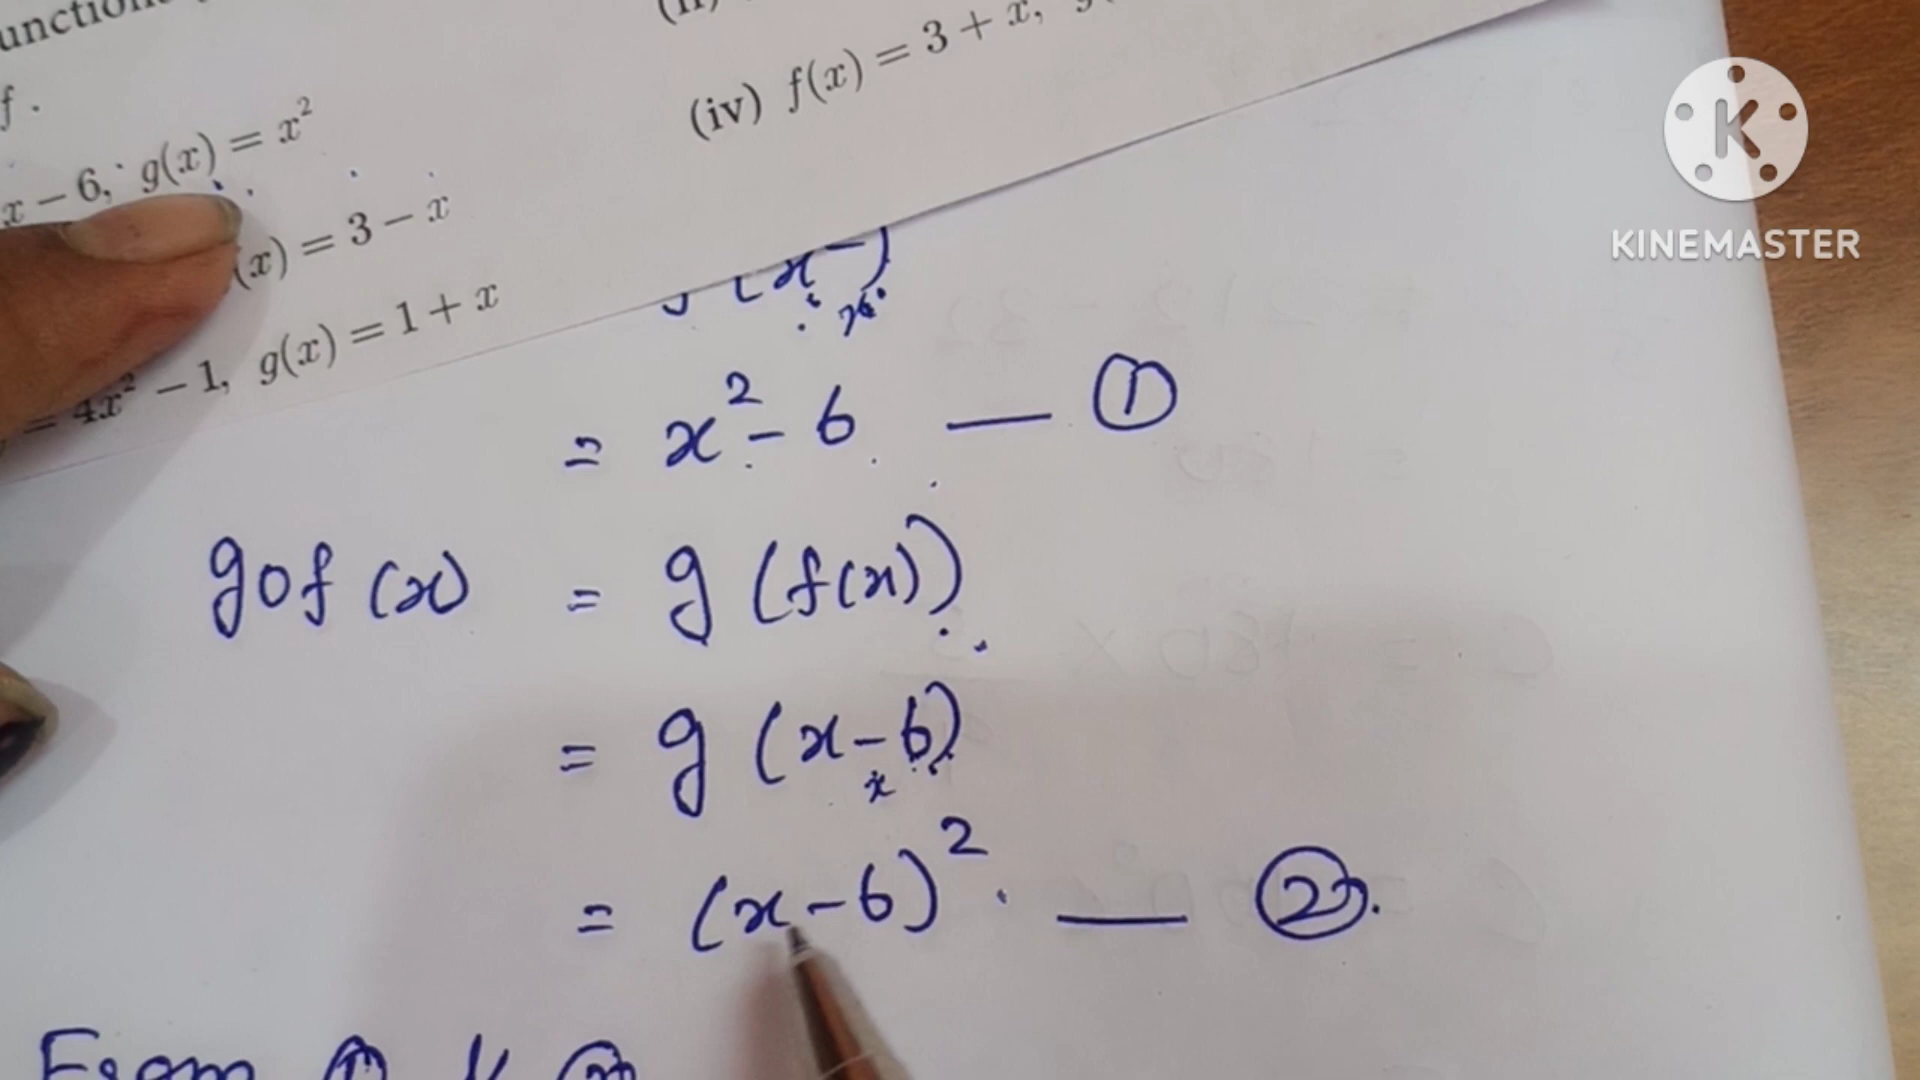 f.
(iv) f(x) = 3 + x,
x − 6, g(x) = x²
(x) = 3 − x
= 4x² − 1, g(x) = 1 + x
= x² - 6 — ①
gof (x) = g (f(x))
= g (x-6)
x
= (x-6)² — ②.
From ① & ②
K
KINEMASTER